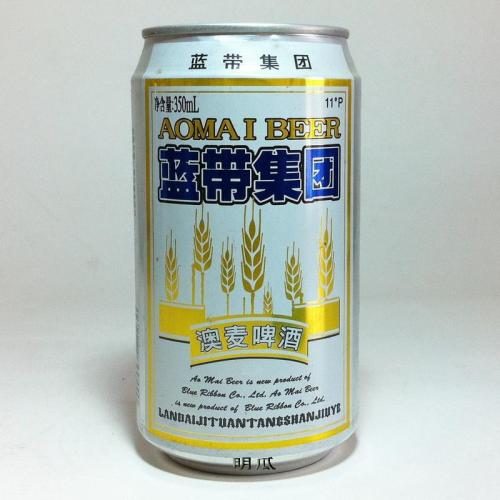 蓝带集团
净含量:350mL 11°P
AOMAI BEER
蓝带集团
澳麦啤酒
Ao Mai Beer is new product of
Blue Ribbon Co., Ltd. Ao Mai Beer
is new product of Blue Ribbon Co., Ltd.
LANDAIJITUANTANGSHANJIUYE
明瓜